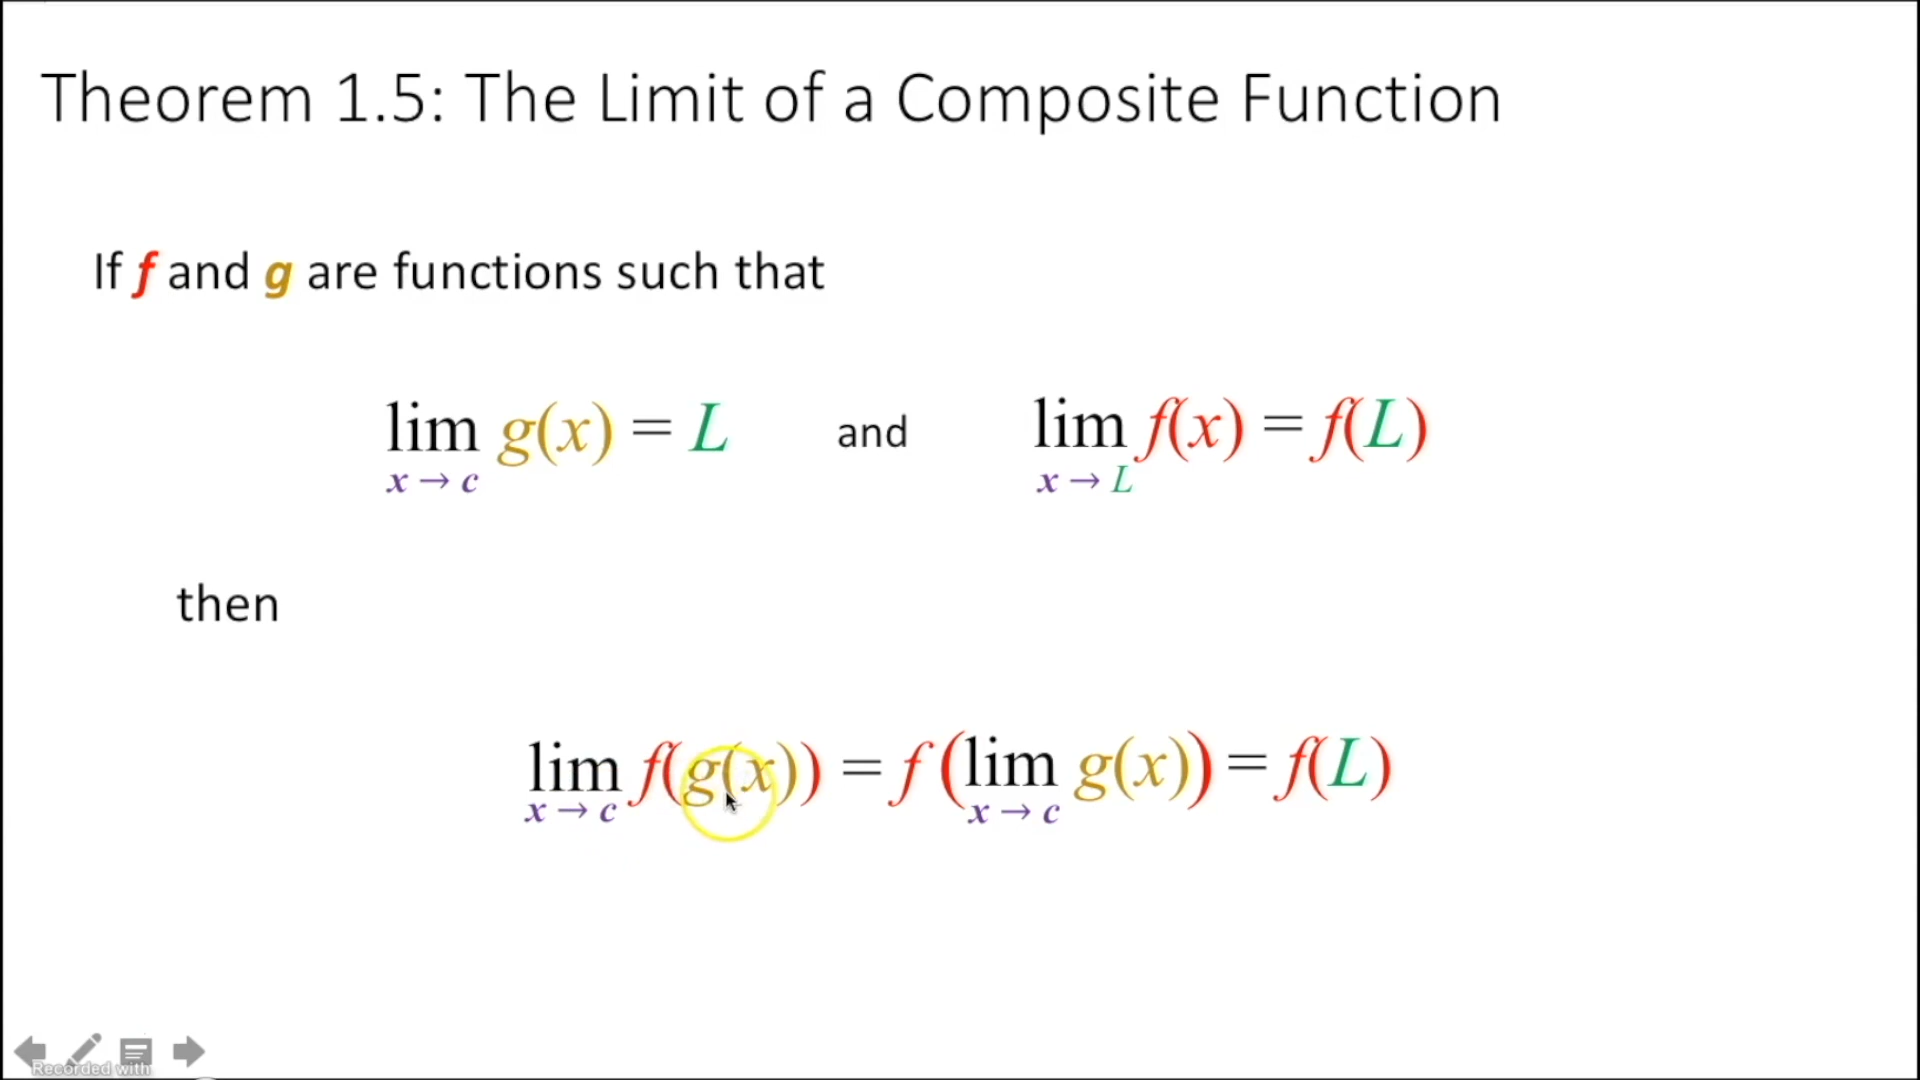 Theorem 1.5: The Limit of a Composite Function
If f and g are functions such that
lim g(x) = L and lim f(x) = f(L)
x → c x → L
then
lim f(g(x)) = f (lim g(x)) = f(L)
x → c x → c
Recorded with